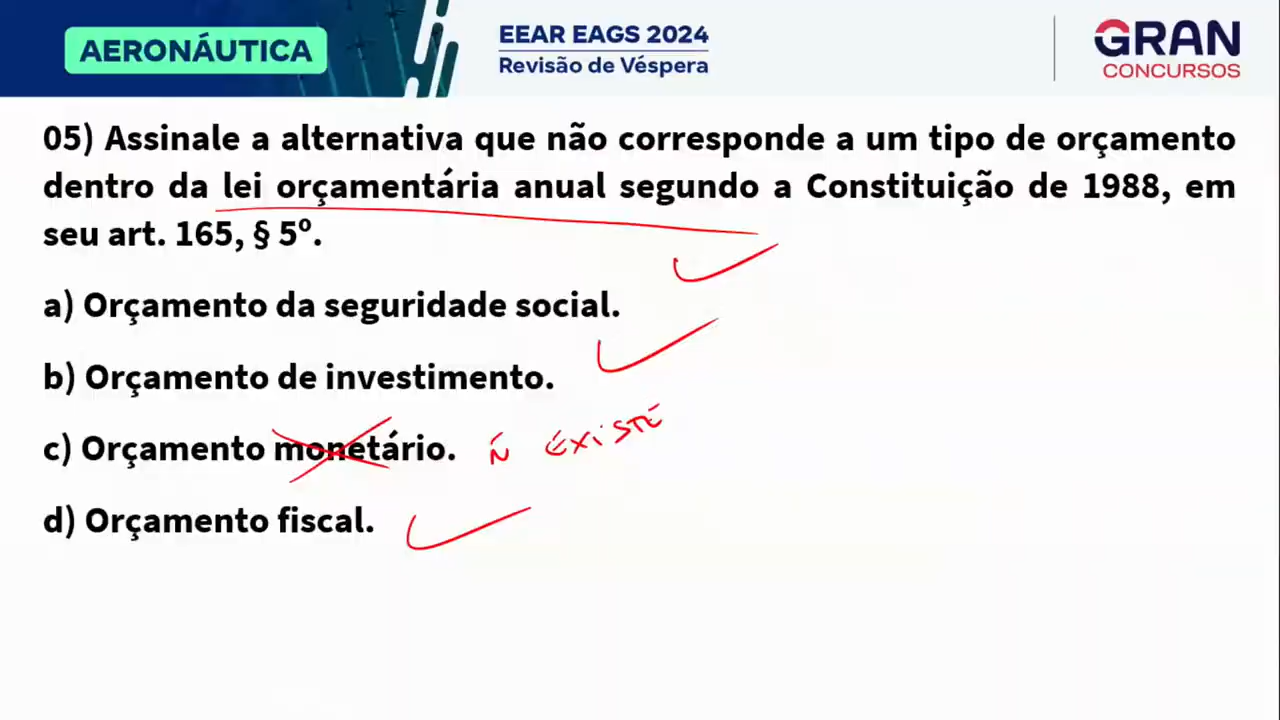 AERONÁUTICA
EEAR EAGS 2024
Revisão de Véspera
GRAN
CONCURSOS
05) Assinale a alternativa que não corresponde a um tipo de orçamento
dentro da lei orçamentária anual segundo a Constituição de 1988, em
seu art. 165, § 5º.
a) Orçamento da seguridade social.
b) Orçamento de investimento.
c) Orçamento monetário. Ñ EXISTE
d) Orçamento fiscal.